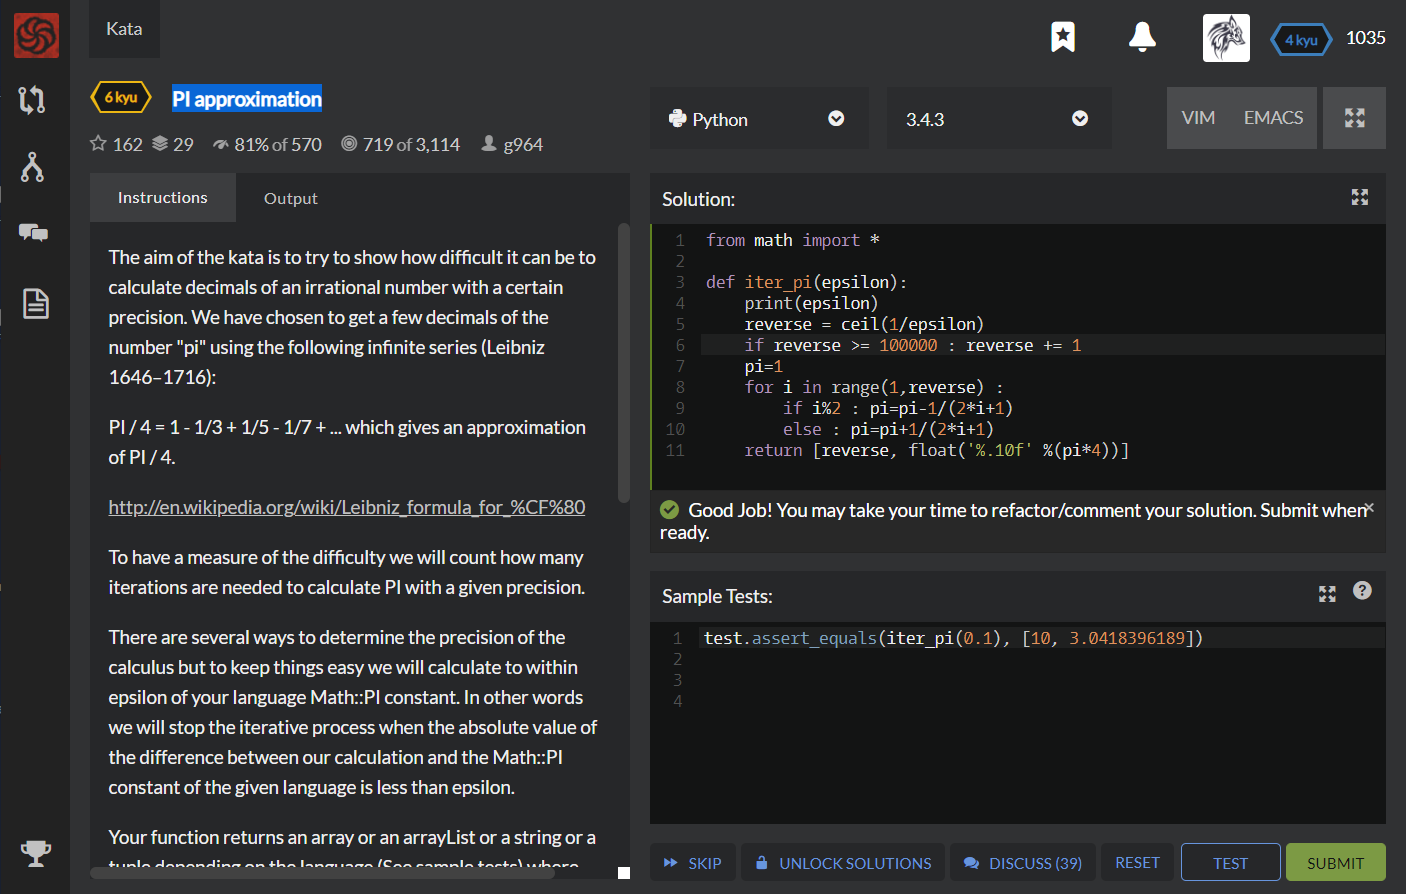 Kata
4 kyu
1035
6 kyu
PI approximation
162 29 81% of 570 719 of 3,114 g964
Python
3.4.3
VIM EMACS
Instructions
Output
The aim of the kata is to try to show how difficult it can be to
calculate decimals of an irrational number with a certain
precision. We have chosen to get a few decimals of the
number "pi" using the following infinite series (Leibniz
1646–1716):
PI / 4 = 1 - 1/3 + 1/5 - 1/7 + ... which gives an approximation
of PI / 4.
http://en.wikipedia.org/wiki/Leibniz_formula_for_%CF%80
To have a measure of the difficulty we will count how many
iterations are needed to calculate PI with a given precision.
There are several ways to determine the precision of the
calculus but to keep things easy we will calculate to within
epsilon of your language Math::PI constant. In other words
we will stop the iterative process when the absolute value of
the difference between our calculation and the Math::PI
constant of the given language is less than epsilon.
Your function returns an array or an arrayList or a string or a
tuple depending on the language (See sample tests) where
Solution:
1 from math import *
2
3 def iter_pi(epsilon):
4     print(epsilon)
5     reverse = ceil(1/epsilon)
6     if reverse >= 100000 : reverse += 1
7     pi=1
8     for i in range(1,reverse) :
9         if i%2 : pi=pi-1/(2*i+1)
10         else : pi=pi+1/(2*i+1)
11     return [reverse, float('%.10f' %(pi*4))]
Good Job! You may take your time to refactor/comment your solution. Submit when
ready.
Sample Tests:
1 test.assert_equals(iter_pi(0.1), [10, 3.0418396189])
2
3
4
SKIP
UNLOCK SOLUTIONS
DISCUSS (39)
RESET
TEST
SUBMIT